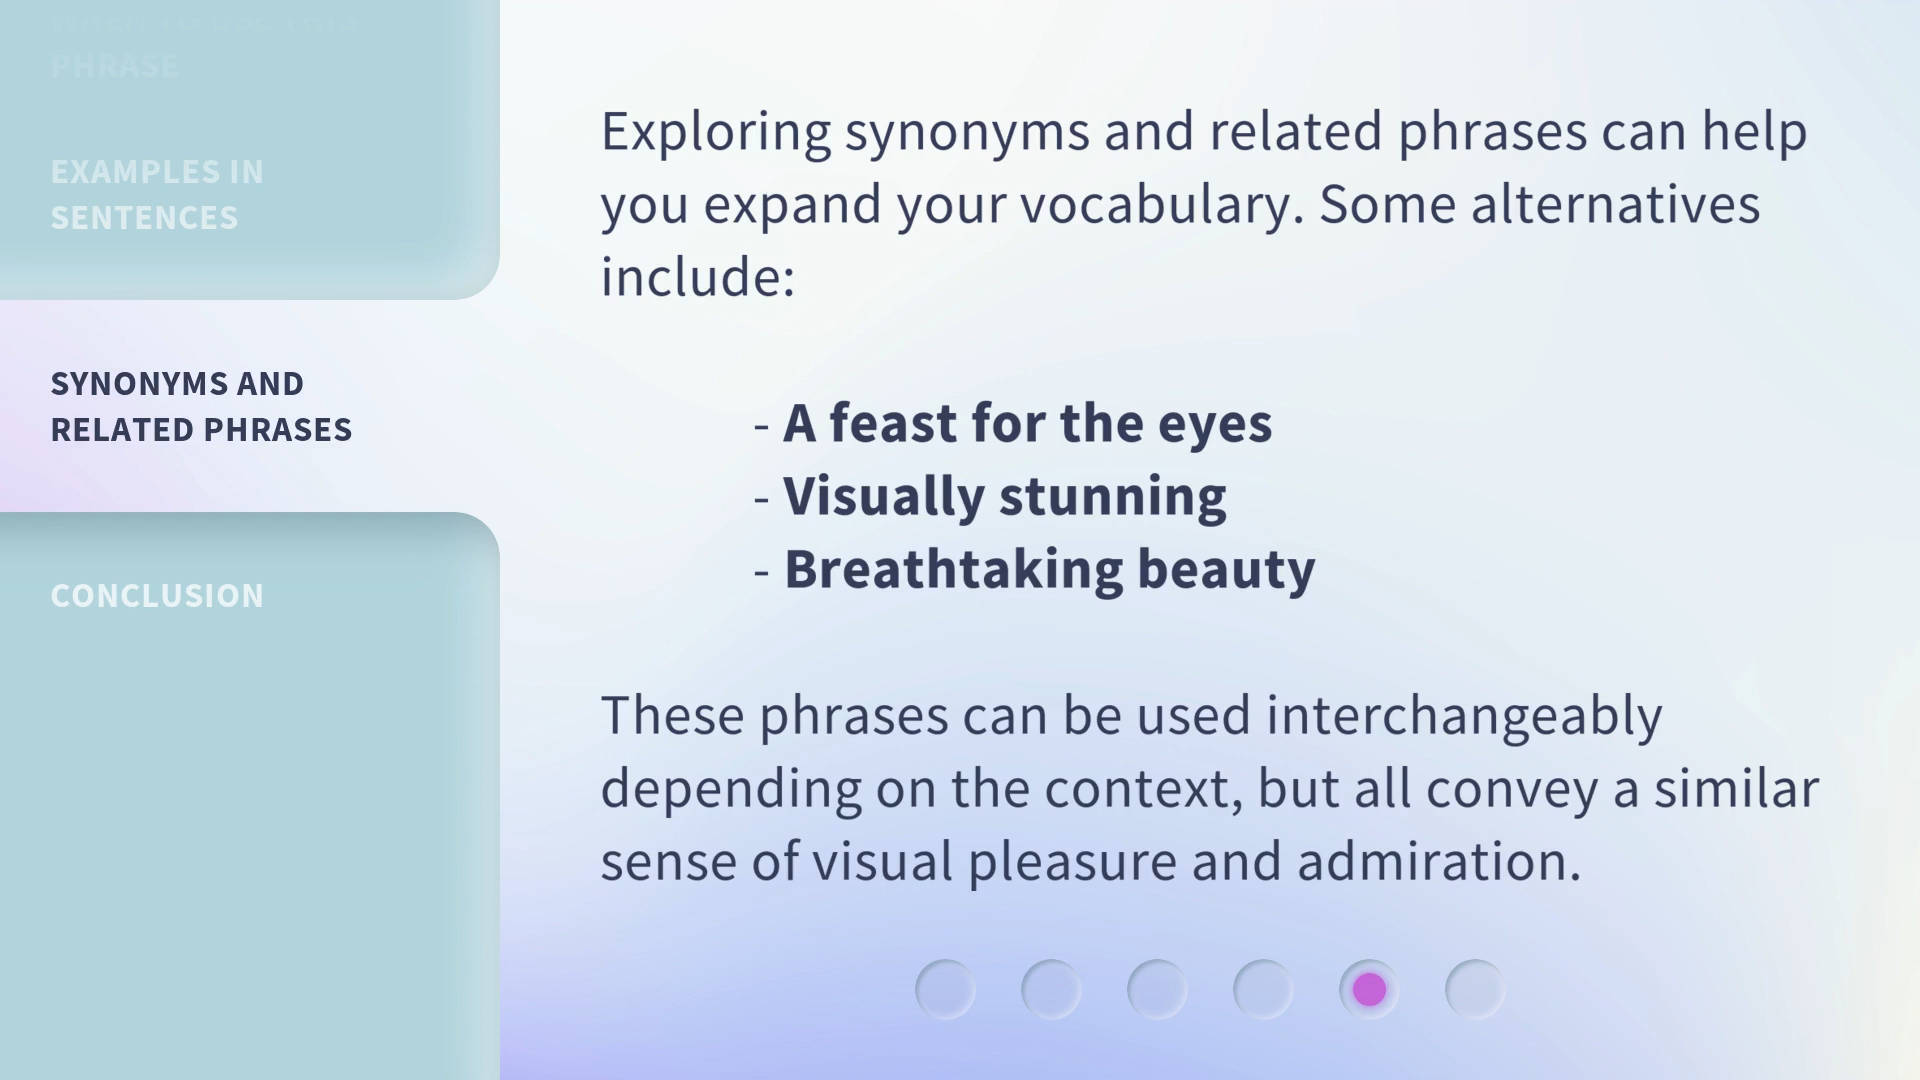 PHRASE
EXAMPLES IN
SENTENCES
SYNONYMS AND
RELATED PHRASES
CONCLUSION
Exploring synonyms and related phrases can help
you expand your vocabulary. Some alternatives
include:
- A feast for the eyes
- Visually stunning
- Breathtaking beauty
These phrases can be used interchangeably
depending on the context, but all convey a similar
sense of visual pleasure and admiration.